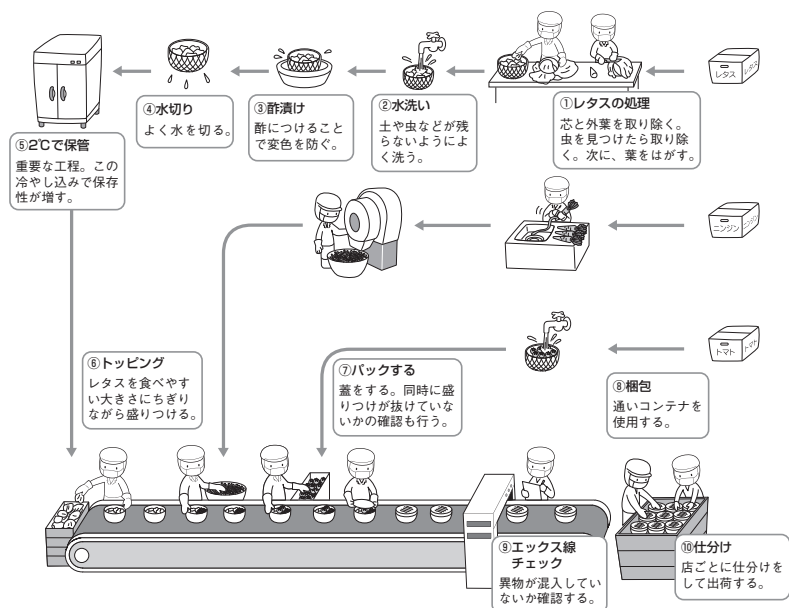 レタス
レタス
①レタスの処理
芯と外葉を取り除く。
虫を見つけたら取り除
く。次に、葉をはがす。
②水洗い
土や虫などが残
らないようによ
く洗う。
③酢漬け
酢につけること
で変色を防ぐ。
④水切り
よく水を切る。
⑤2℃で保管
重要な工程。この
冷やし込みで保存
性が増す。
ニンジン
ニンジン
トマト
トマト
⑥トッピング
レタスを食べやす
い大きさにちぎり
ながら盛りつける。
⑦パックする
蓋をする。同時に盛
りつけが抜けていな
いかの確認も行う。
⑧梱包
通いコンテナを
使用する。
⑨エックス線
チェック
異物が混入してい
ないか確認する。
⑩仕分け
店ごとに仕分けを
して出荷する。